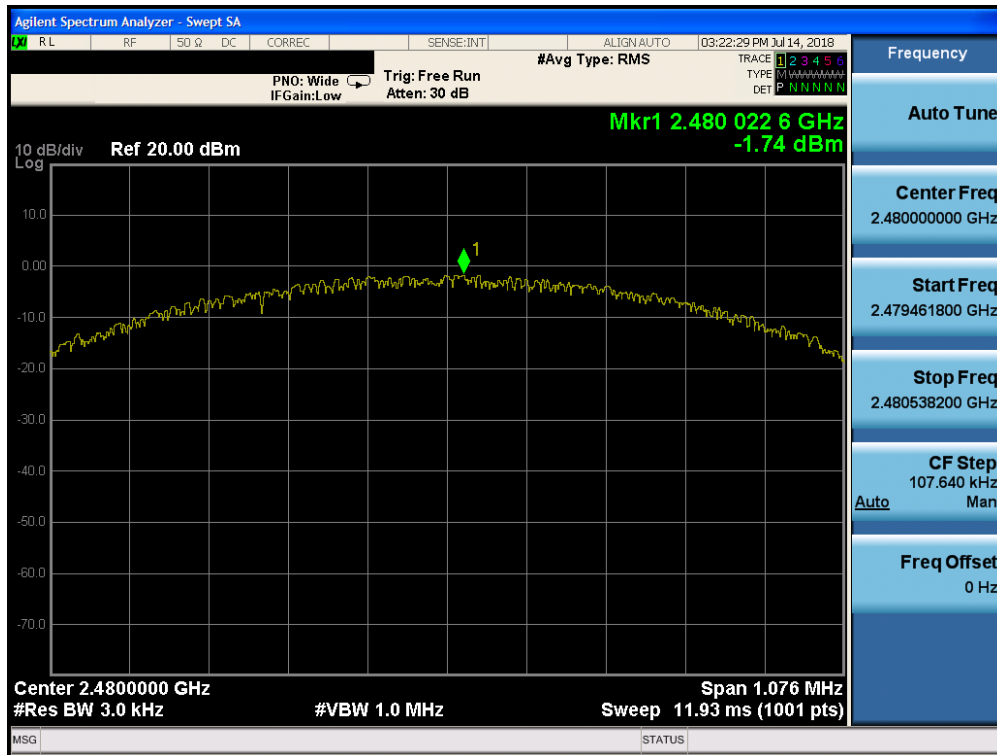 Agilent Spectrum Analyzer - Swept SA
LXI RL RF 50 Ω DC CORREC SENSE:INT ALIGN AUTO 03:22:29 PM Jul 14, 2018
Frequency
#Avg Type: RMS
TRACE 1 2 3 4 5 6
PNO: Wide Trig: Free Run
TYPE M
IFGain:Low Atten: 30 dB
DET P N N N N N
Auto Tune
Mkr1 2.480 022 6 GHz
10 dB/div Ref 20.00 dBm -1.74 dBm
Log
10.0
0.00
-10.0
-20.0
-30.0
-40.0
-50.0
-60.0
-70.0
1
Center Freq
2.480000000 GHz
Start Freq
2.479461800 GHz
Stop Freq
2.480538200 GHz
CF Step
107.640 kHz
Auto Man
Freq Offset
0 Hz
Center 2.4800000 GHz Span 1.076 MHz
#Res BW 3.0 kHz #VBW 1.0 MHz Sweep 11.93 ms (1001 pts)
MSG STATUS